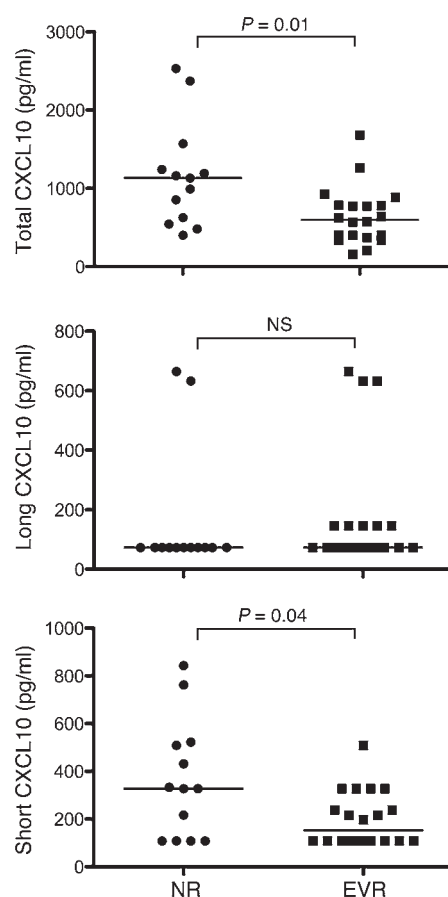 P = 0.01
3000
2000
1000
0
Total CXCL10 (pg/ml)
NS
800
600
400
200
0
Long CXCL10 (pg/ml)
P = 0.04
1000
800
600
400
200
0
Short CXCL10 (pg/ml)
NR EVR